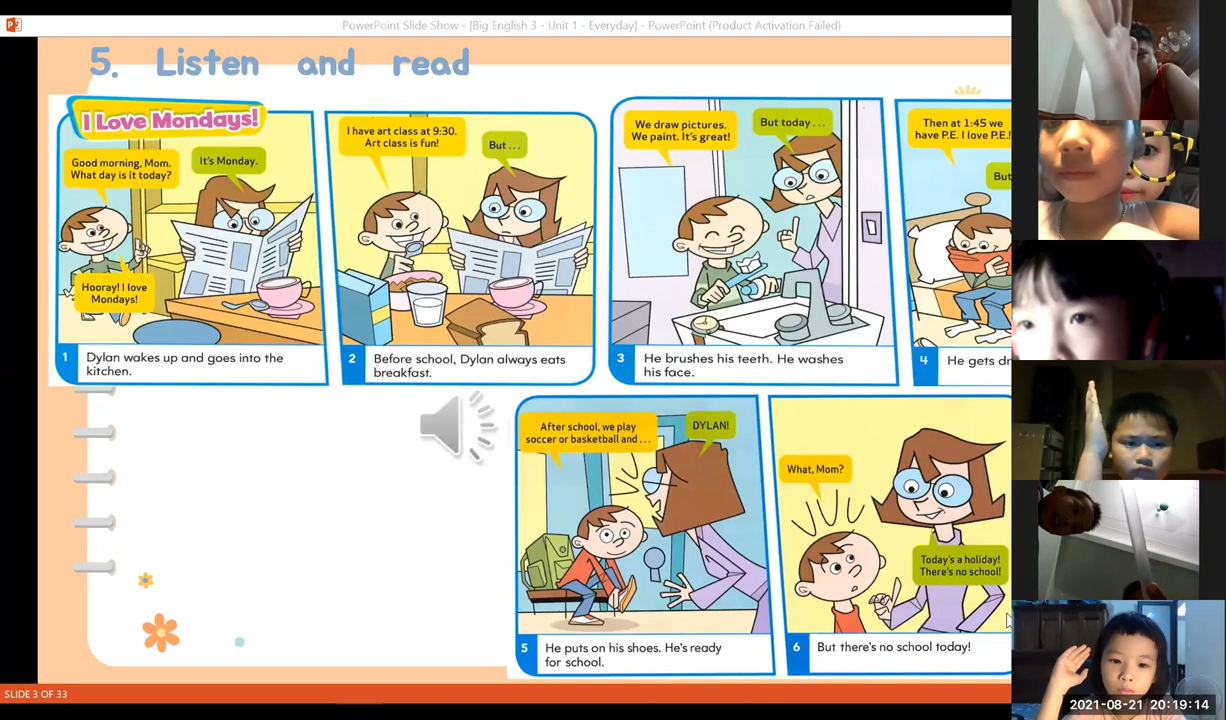 PowerPoint Slide Show - [Big English 3 - Unit 1 - Everyday] - PowerPoint (Product Activation Failed)
5. Listen and read
I Love Mondays!
Good morning, Mom.
What day is it today?
It's Monday.
Hooray! I love
Mondays!
1 Dylan wakes up and goes into the
kitchen.
I have art class at 9:30.
Art class is fun!
But ...
2 Before school, Dylan always eats
breakfast.
We draw pictures.
We paint. It's great!
But today ...
3 He brushes his teeth. He washes
his face.
Then at 1:45 we
have P.E. I love P.E.!
But
4 He gets dr
After school, we play
soccer or basketball and ...
DYLAN!
5 He puts on his shoes. He's ready
for school.
What, Mom?
Today's a holiday!
There's no school!
6 But there's no school today!
SLIDE 3 OF 33
2021-08-21 20:19:14